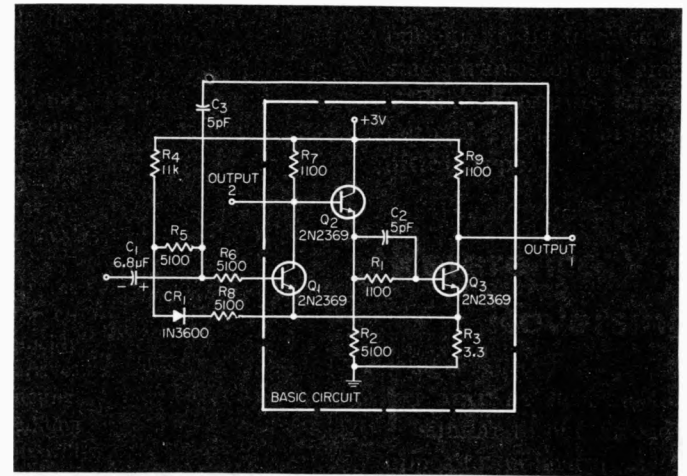 C3
5pF
+3V
R4
11k
R7
1100
R9
1100
OUTPUT
2
Q2
2N2369
C2
5pF
R5
5100
C1
6.8µF
R6
5100
R1
1100
OUTPUT
1
Q1
2N2369
Q3
2N2369
− +
CR1
1N3600
R8
5100
R2
5100
R3
3.3
BASIC CIRCUIT